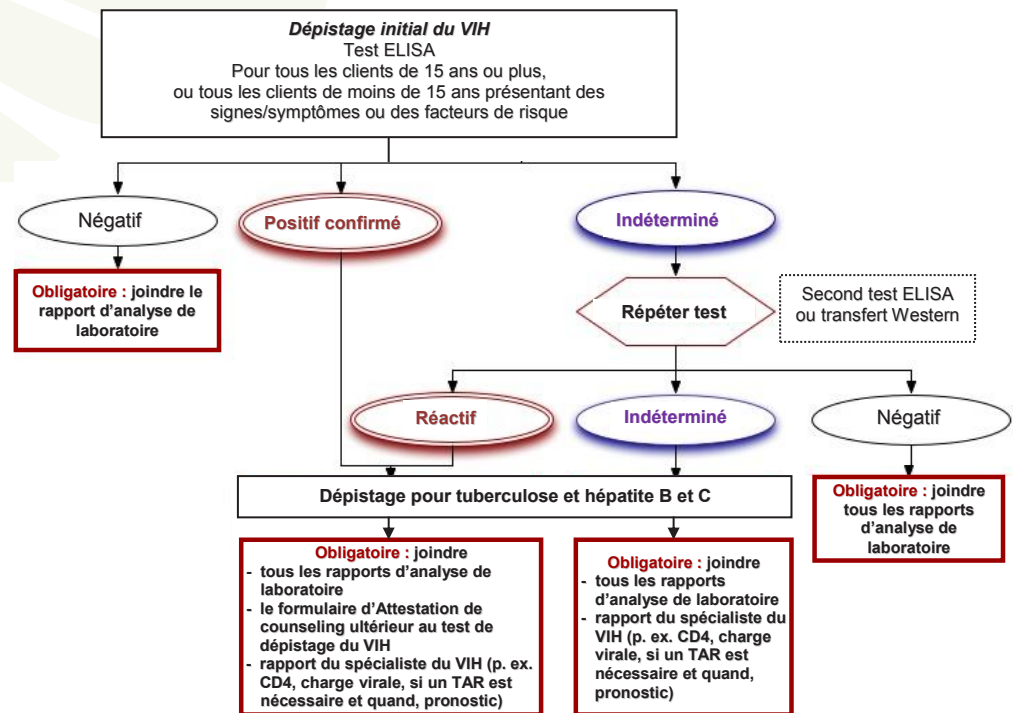 Dépistage initial du VIH
Test ELISA
Pour tous les clients de 15 ans ou plus,
ou tous les clients de moins de 15 ans présentant des
signes/symptômes ou des facteurs de risque
Négatif
Positif confirmé
Indéterminé
Obligatoire : joindre le
rapport d'analyse de
laboratoire
Répéter test
Second test ELISA
ou transfert Western
Réactif
Indéterminé
Négatif
Dépistage pour tuberculose et hépatite B et C
Obligatoire : joindre
tous les rapports
d'analyse de
laboratoire
Obligatoire : joindre
- tous les rapports d'analyse de
laboratoire
- le formulaire d'Attestation de
counseling ultérieur au test de
dépistage du VIH
- rapport du spécialiste du VIH (p. ex.
CD4, charge virale, si un TAR est
nécessaire et quand, pronostic)
Obligatoire : joindre
- tous les rapports
d'analyse de laboratoire
- rapport du spécialiste du
VIH (p. ex. CD4, charge
virale, si un TAR est
nécessaire et quand,
pronostic)